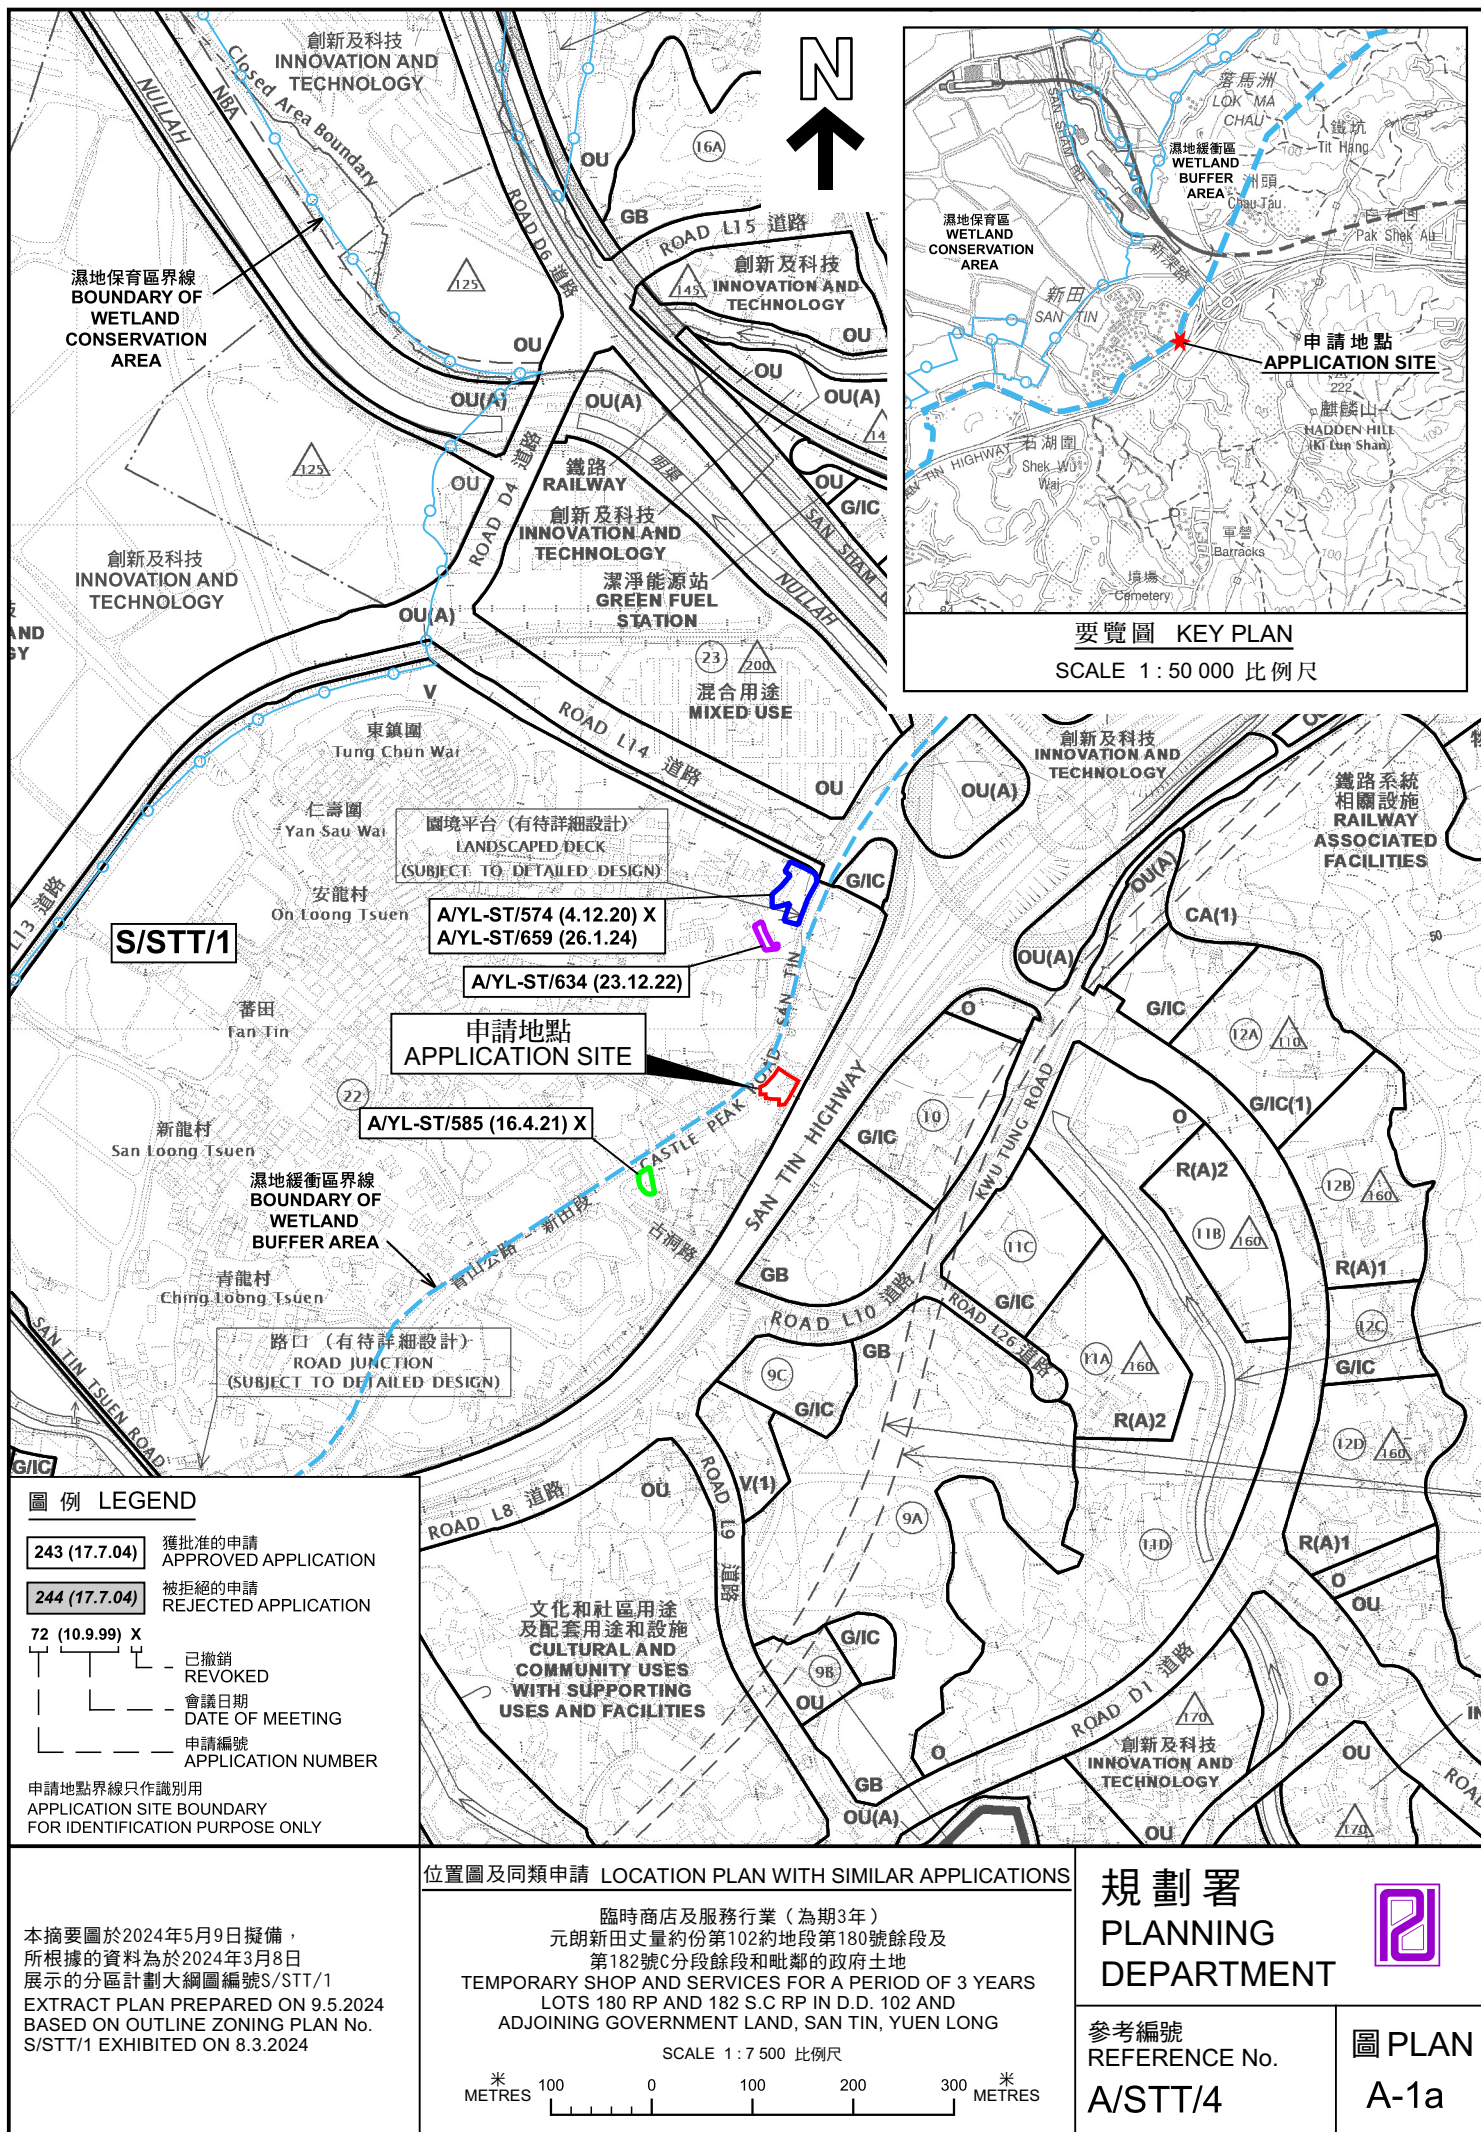 創新及科技
INNOVATION AND
TECHNOLOGY
Closed Area Boundary
NULLAH
NBA
OU
16A
GB
ROAD L15 道路
ROAD D6 道路
創新及科技
INNOVATION AND
TECHNOLOGY
145
125
OU
濕地保育區界線
BOUNDARY OF
WETLAND
CONSERVATION
AREA
OU
OU
OU(A)
OU(A)
OU(A)
125
OU
鐵路
RAILWAY
明渠
創新及科技
INNOVATION AND
TECHNOLOGY
潔淨能源站
GREEN FUEL
STATION
ROAD D4 道路
OU
G/IC
SAN SHAM
NULLAH
創新及科技
INNOVATION AND
TECHNOLOGY
OU(A)
AND
23
200
混合用途
MIXED USE
V
東鎮圍
Tung Chun Wai
ROAD L14 道路
OU
仁壽圍
Yan Sau Wai
園境平台（有待詳細設計）
LANDSCAPED DECK
(SUBJECT TO DETAILED DESIGN)
安龍村
On Loong Tsuen
L13 道路
S/STT/1
A/YL-ST/574 (4.12.20) X
A/YL-ST/659 (26.1.24)
A/YL-ST/634 (23.12.22)
G/IC
蕃田
Fan Tin
申請地點
APPLICATION SITE
22
A/YL-ST/585 (16.4.21) X
新龍村
San Loong Tsuen
濕地緩衝區界線
BOUNDARY OF
WETLAND
BUFFER AREA
CASTLE PEAK ROAD SAN TIN
青山公路 新田段
古洞路
SAN TIN HIGHWAY
青龍村
Ching Loong Tsuen
路口（有待詳細設計）
ROAD JUNCTION
(SUBJECT TO DETAILED DESIGN)
SAN TIN TSUEN ROAD
G/IC
N
落馬洲
LOK MA
CHAU
鐵坑
Tit Hang
SAN SHAM RD
濕地緩衝區
WETLAND
BUFFER
AREA
洲頭
Chau Tau
Pak Shek Au
濕地保育區
WETLAND
CONSERVATION
AREA
新深路
新田
SAN TIN
申請地點
APPLICATION SITE
222
麒麟山
HADDEN HILL
(Ki Lun Shan)
石湖圍
Shek Wu
Wai
TIN HIGHWAY
軍營
Barracks
墳場
Cemetery
要覽圖 KEY PLAN
SCALE 1 : 50 000 比例尺
創新及科技
INNOVATION AND
TECHNOLOGY
OU(A)
鐵路系統
相關設施
RAILWAY
ASSOCIATED
FACILITIES
OU(A)
CA(1)
50
OU(A)
O
G/IC
12A
110
KWU TUNG ROAD
10
G/IC
O
G/IC(1)
R(A)2
12B
160
11B
160
11C
R(A)1
GB
ROAD L10 道路
G/IC
ROAD L26 道路
12C
GB
11A
160
G/IC
9C
G/IC
R(A)2
12D
160
ROAD L8 道路
OU
ROAD L9 道路
V(1)
9A
11D
R(A)1
O
OU
文化和社區用途
及配套用途和設施
CULTURAL AND
COMMUNITY USES
WITH SUPPORTING
USES AND FACILITIES
G/IC
9B
OU
ROAD D1 道路
O
170
創新及科技
INNOVATION AND
TECHNOLOGY
O
OU
GB
OU(A)
OU
170
圖例 LEGEND
243 (17.7.04) 獲批准的申請
APPROVED APPLICATION
244 (17.7.04) 被拒絕的申請
REJECTED APPLICATION
72 (10.9.99) X
已撤銷
REVOKED
會議日期
DATE OF MEETING
申請編號
APPLICATION NUMBER
申請地點界線只作識別用
APPLICATION SITE BOUNDARY
FOR IDENTIFICATION PURPOSE ONLY
本摘要圖於2024年5月9日擬備，
所根據的資料為於2024年3月8日
展示的分區計劃大綱圖編號S/STT/1
EXTRACT PLAN PREPARED ON 9.5.2024
BASED ON OUTLINE ZONING PLAN No.
S/STT/1 EXHIBITED ON 8.3.2024
位置圖及同類申請 LOCATION PLAN WITH SIMILAR APPLICATIONS
臨時商店及服務行業（為期3年）
元朗新田丈量約份第102約地段第180號餘段及
第182號C分段餘段和毗鄰的政府土地
TEMPORARY SHOP AND SERVICES FOR A PERIOD OF 3 YEARS
LOTS 180 RP AND 182 S.C RP IN D.D. 102 AND
ADJOINING GOVERNMENT LAND, SAN TIN, YUEN LONG
SCALE 1 : 7 500 比例尺
米 METRES 100 0 100 200 300 米 METRES
規劃署
PLANNING
DEPARTMENT
參考編號
REFERENCE No.
A/STT/4
圖 PLAN
A-1a